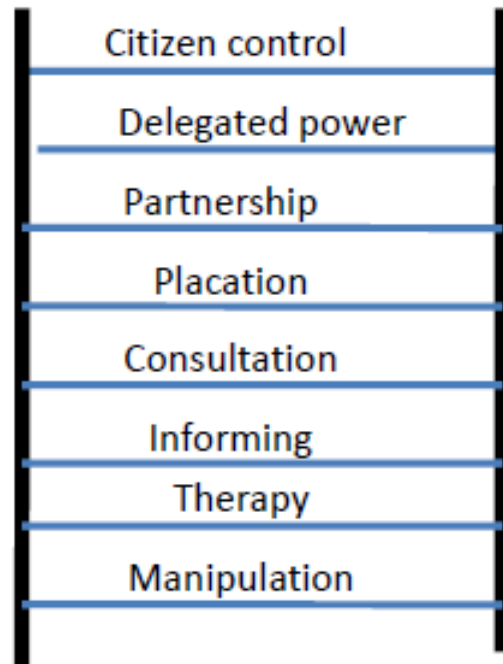 Citizen control
Delegated power
Partnership
Placation
Consultation
Informing
Therapy
Manipulation